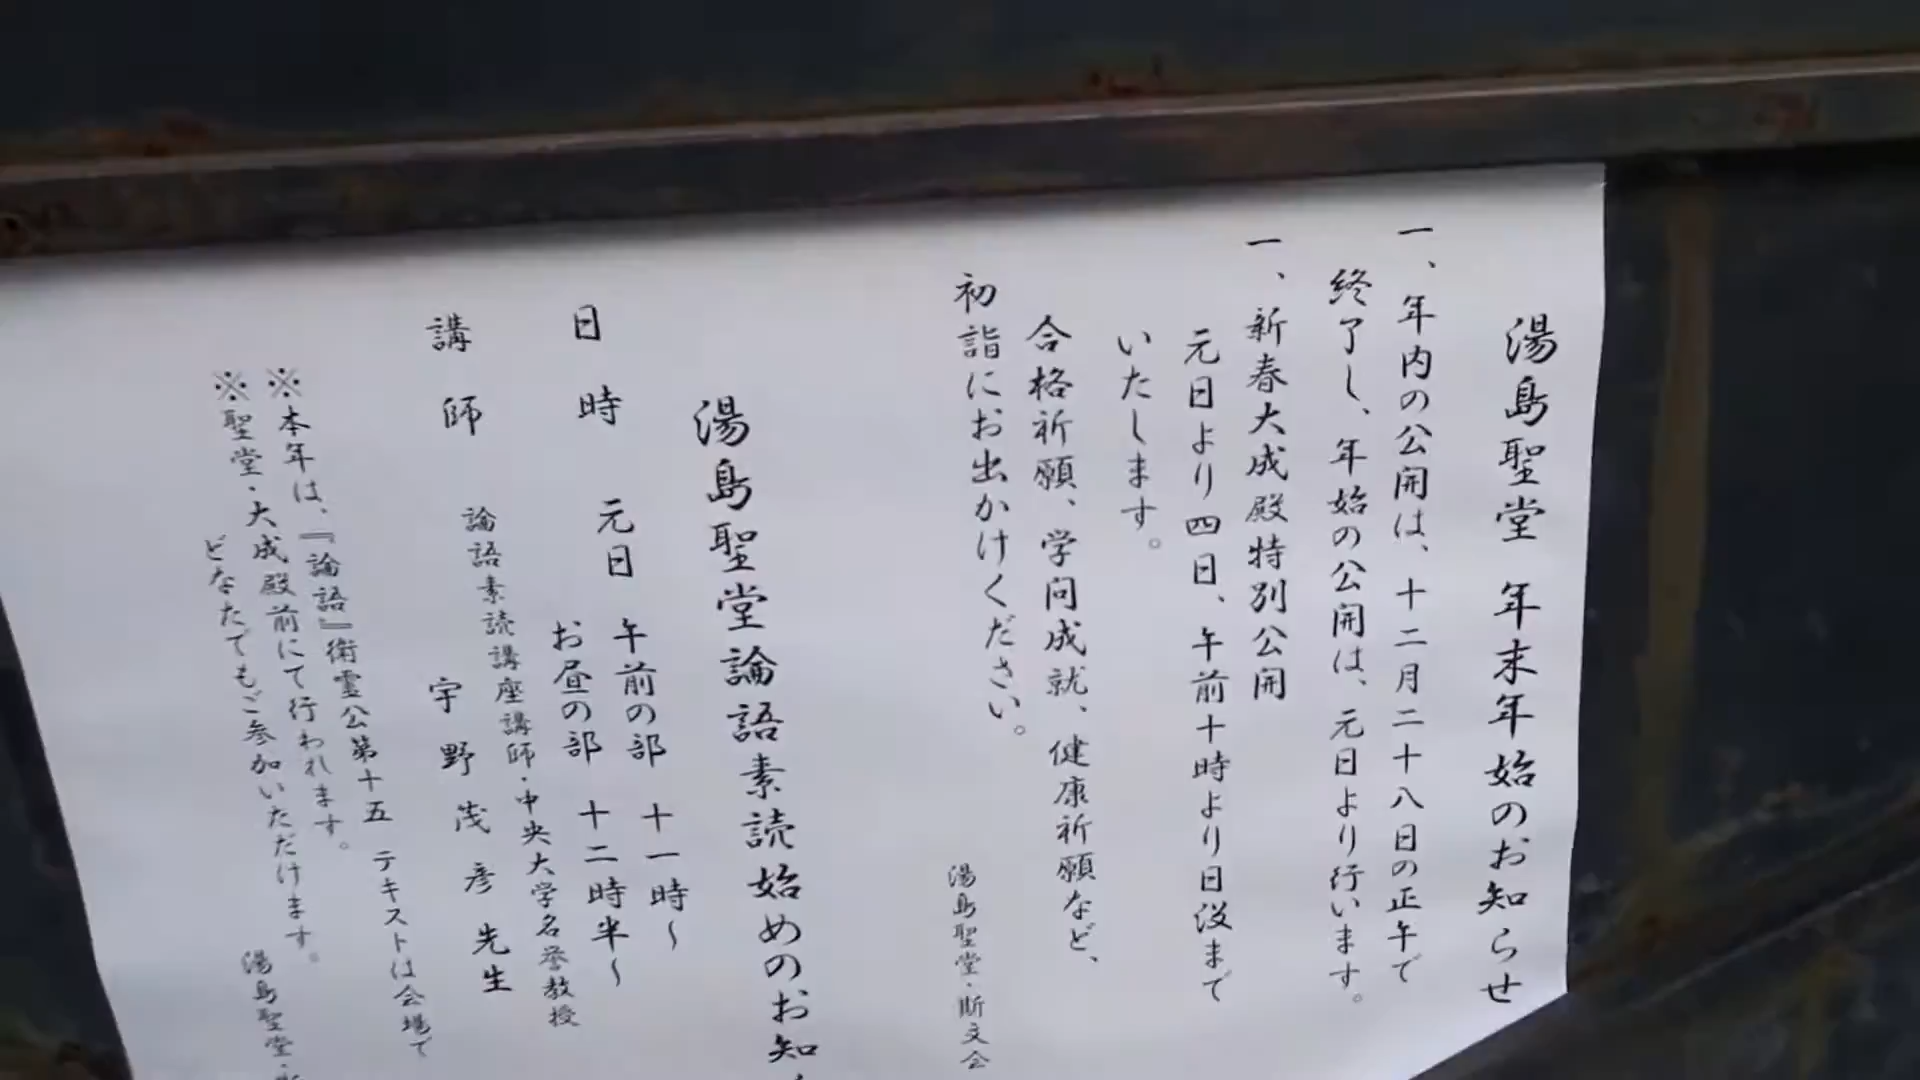 湯島聖堂 年末年始のお知らせ
一、年内の公開は、十二月二十八日の正午で
終了し、年始の公開は、元日より行います。
一、新春大成殿特別公開
元日より四日、午前十時より日没まで
いたします。
合格祈願、学問成就、健康祈願など、
初詣にお出かけください。
湯島聖堂・斯文会
湯島聖堂論語素読始めのお知
日時 元日 午前の部 十一時〜
お昼の部 十二時半〜
論語素読講座講師・中央大学名誉教授
講師 宇野茂彦先生
※本年は、『論語』衛霊公第十五 テキストは会場で
※聖堂・大成殿前にて行われます。
どなたでもご参加いただけます。
湯島聖堂・